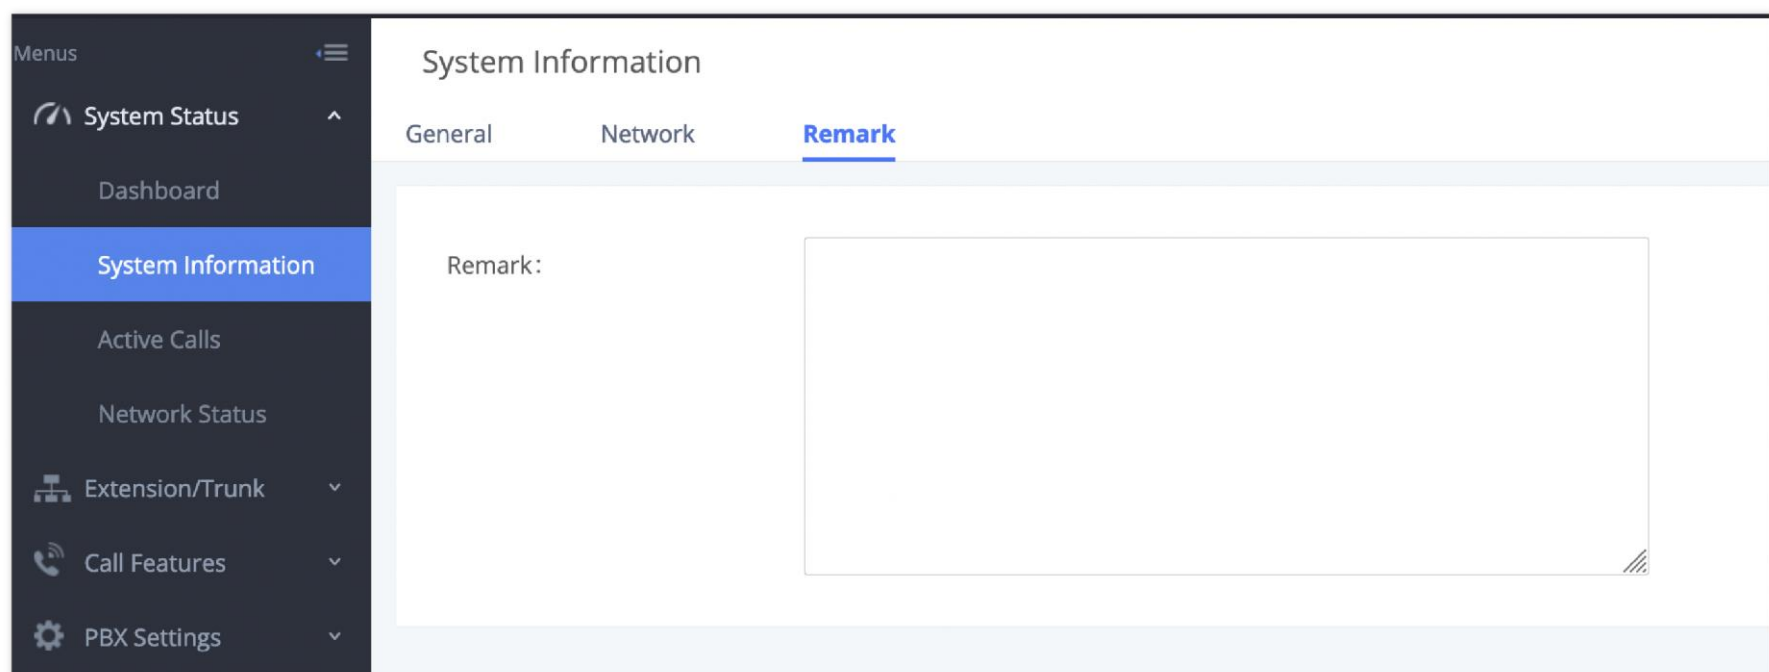 Menus
System Status
Dashboard
System Information
Active Calls
Network Status
Extension/Trunk
Call Features
PBX Settings
System Information
General Network Remark
Remark: